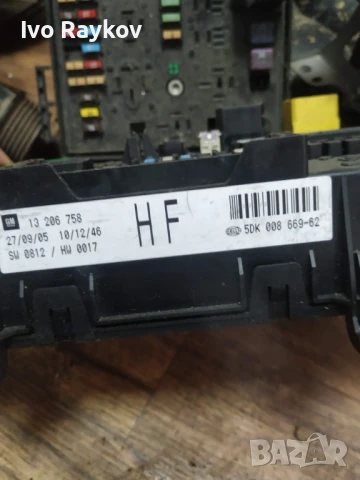 Ivo Raykov
GM 13 206 758
27/09/05 10/12/46
SW 0812 / HW 0017
HF
HELLA 5DK 008 669-62
bazar